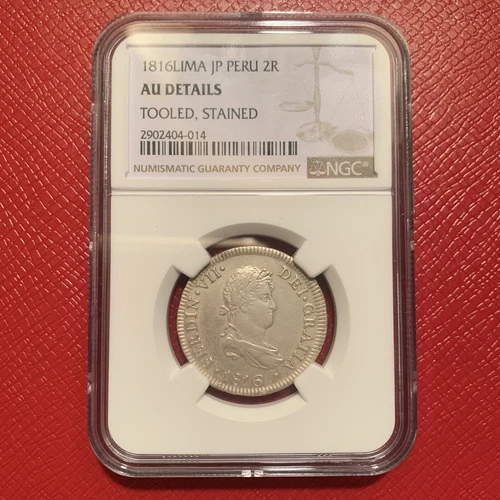 1816LIMA JP PERU 2R
AU DETAILS
TOOLED, STAINED
2902404-014
NUMISMATIC GUARANTY COMPANY
NGC®
FERDIN·VII· DEI·GRATIA
·1816·